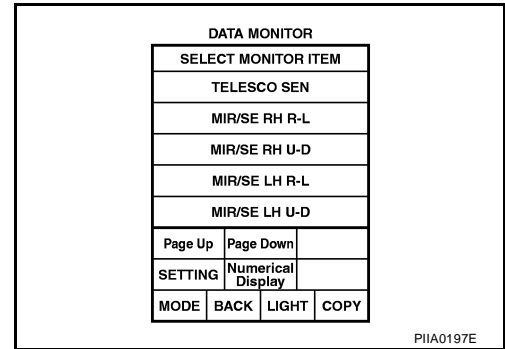 DATA MONITOR
SELECT MONITOR ITEM
TELESCO SEN
MIR/SE RH R-L
MIR/SE RH U-D
MIR/SE LH R-L
MIR/SE LH U-D
Page Up Page Down
SETTING Numerical Display
MODE BACK LIGHT COPY
PIIA0197E